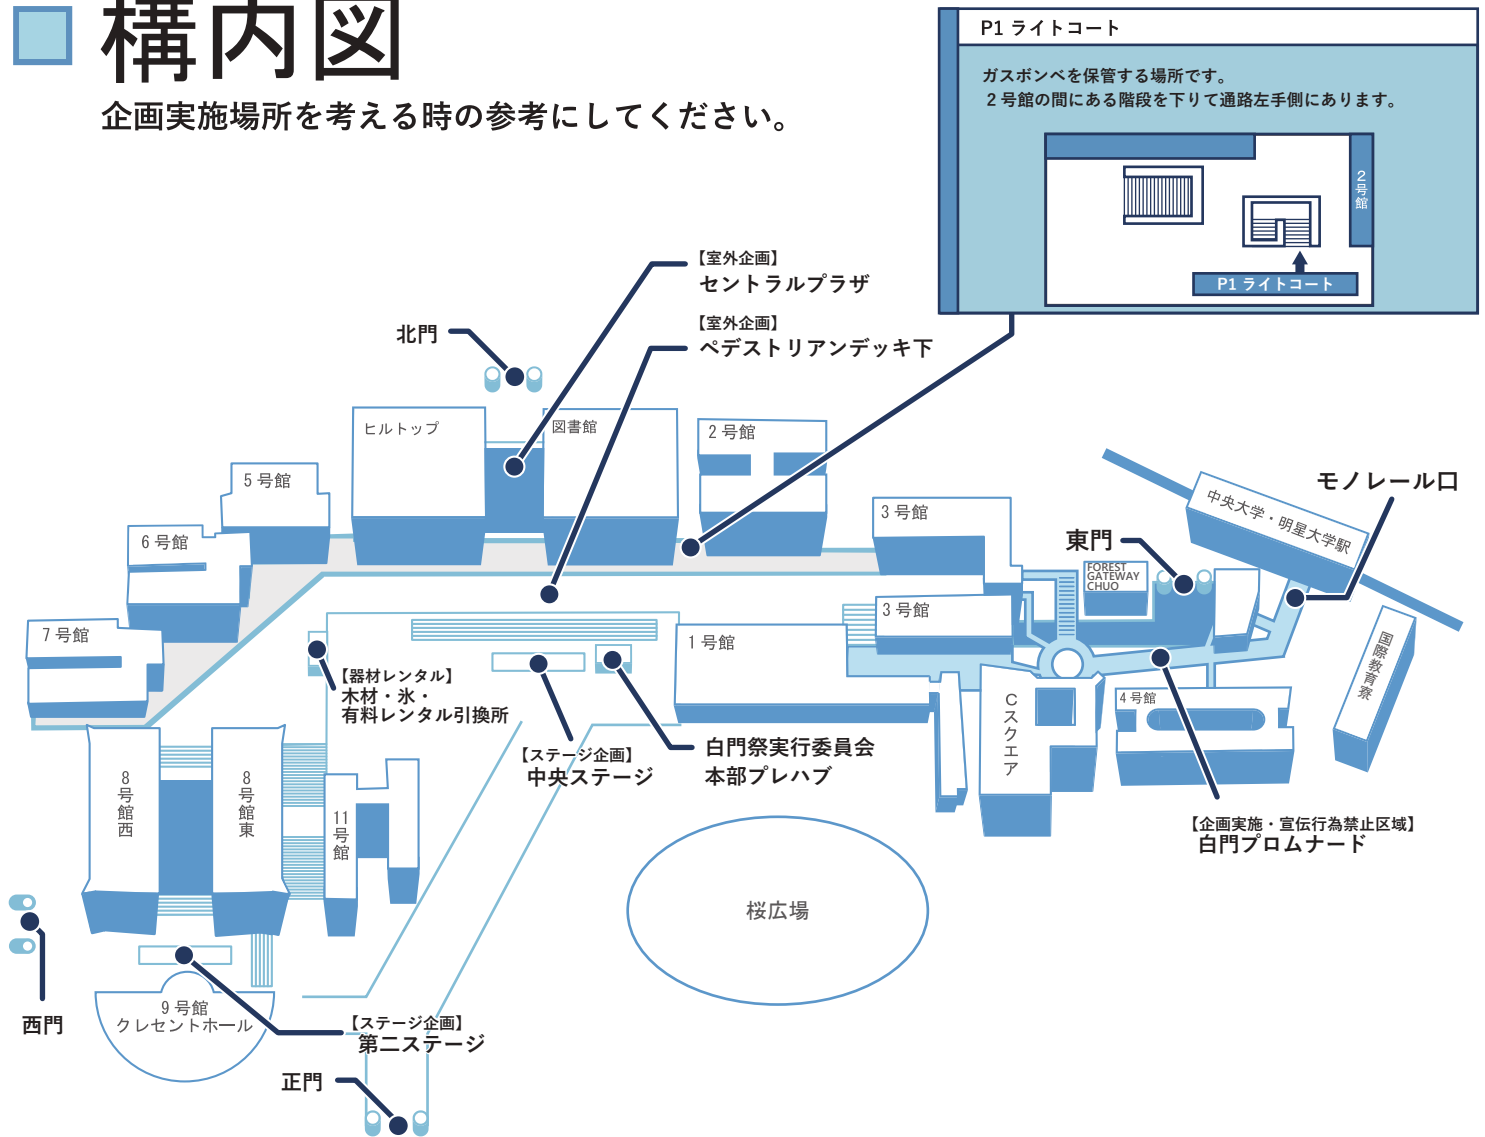 構内図
企画実施場所を考える時の参考にしてください。
P1 ライトコート
ガスボンベを保管する場所です。
2号館の間にある階段を下りて通路左手側にあります。
2号館
P1 ライトコート
【室外企画】
セントラルプラザ
【室外企画】
ペデストリアンデッキ下
北門
ヒルトップ
図書館
2号館
5号館
6号館
7号館
3号館
3号館
1号館
中央大学・明星大学駅
モノレール口
東門
FOREST
GATEWAY
CHUO
国際教育寮
4号館
Cスクエア
【器材レンタル】
木材・氷・
有料レンタル引換所
【ステージ企画】
中央ステージ
白門祭実行委員会
本部プレハブ
【企画実施・宣伝行為禁止区域】
白門プロムナード
8号館西
8号館東
11号館
桜広場
西門
9号館
クレセントホール
【ステージ企画】
第二ステージ
正門